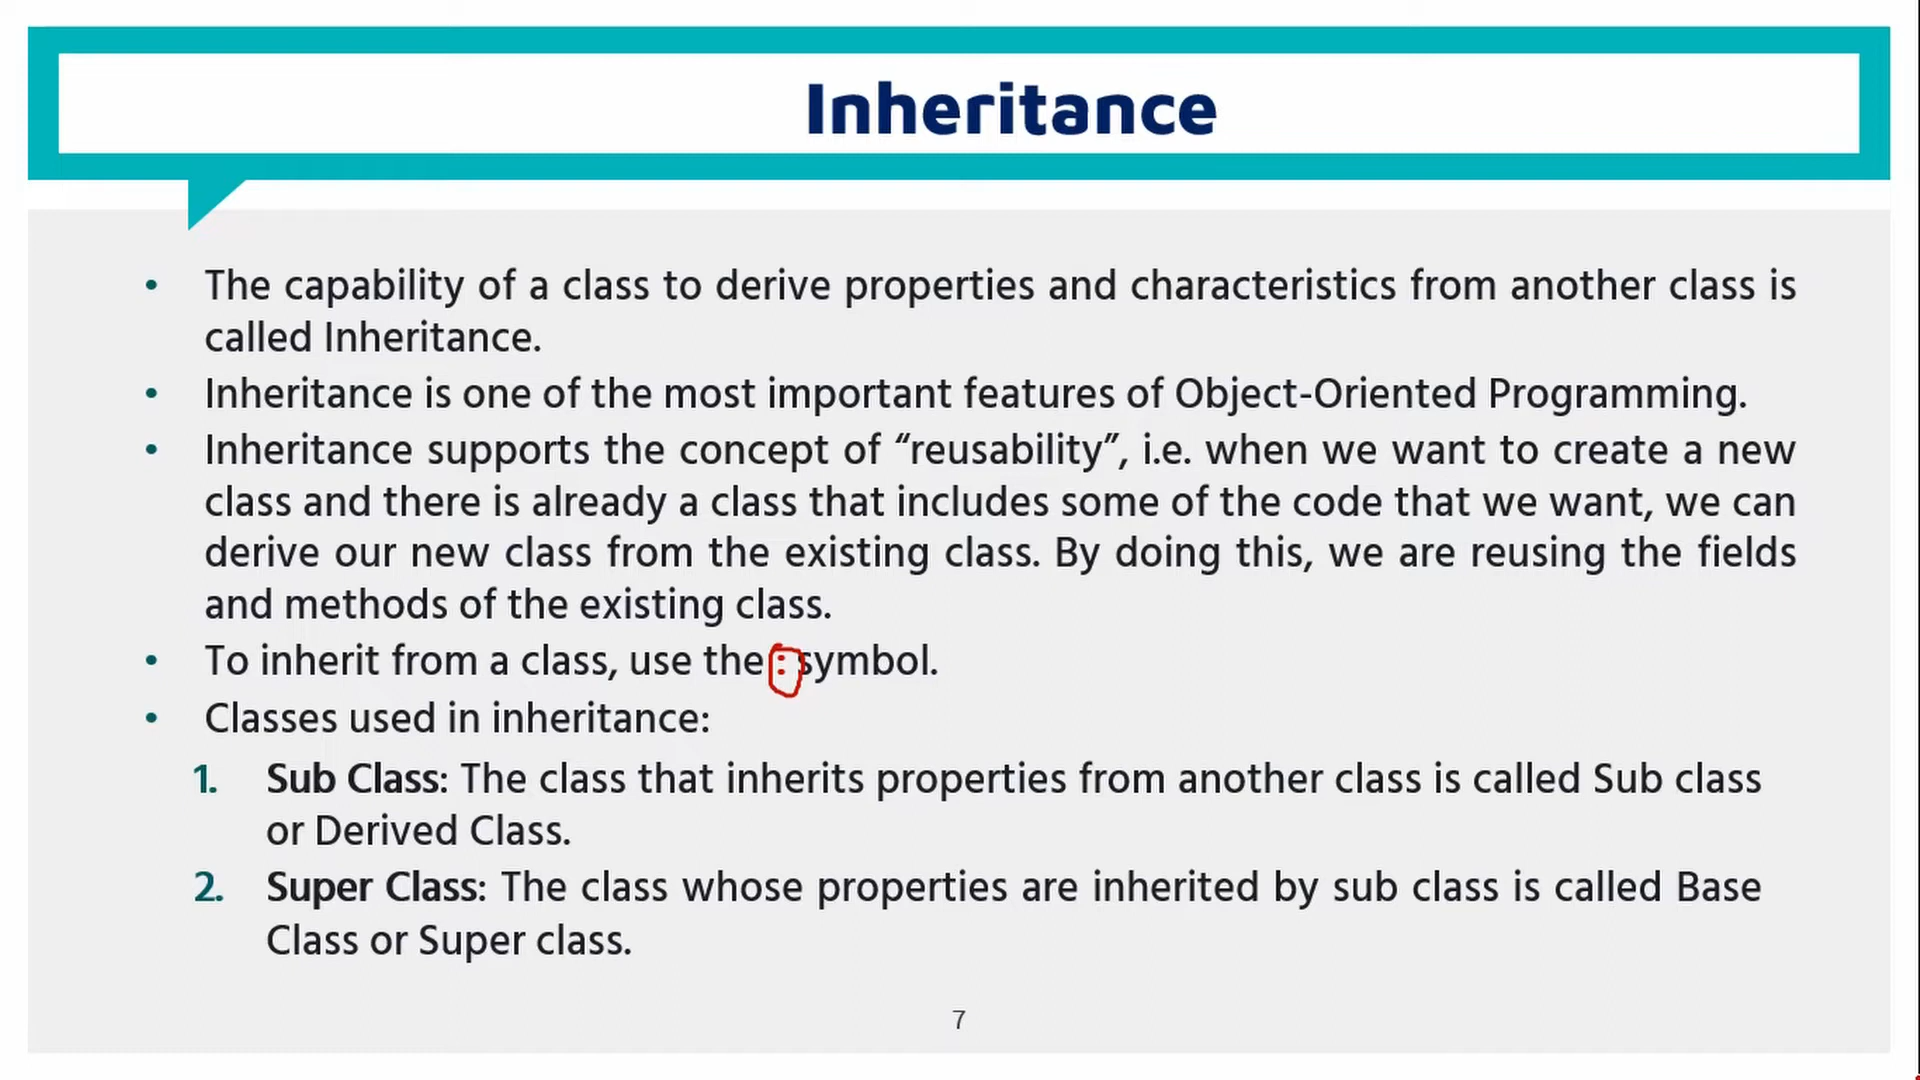 Inheritance
• The capability of a class to derive properties and characteristics from another class is
called Inheritance.
• Inheritance is one of the most important features of Object-Oriented Programming.
• Inheritance supports the concept of “reusability”, i.e. when we want to create a new
class and there is already a class that includes some of the code that we want, we can
derive our new class from the existing class. By doing this, we are reusing the fields
and methods of the existing class.
• To inherit from a class, use the : symbol.
• Classes used in inheritance:
1. Sub Class: The class that inherits properties from another class is called Sub class
or Derived Class.
2. Super Class: The class whose properties are inherited by sub class is called Base
Class or Super class.
7